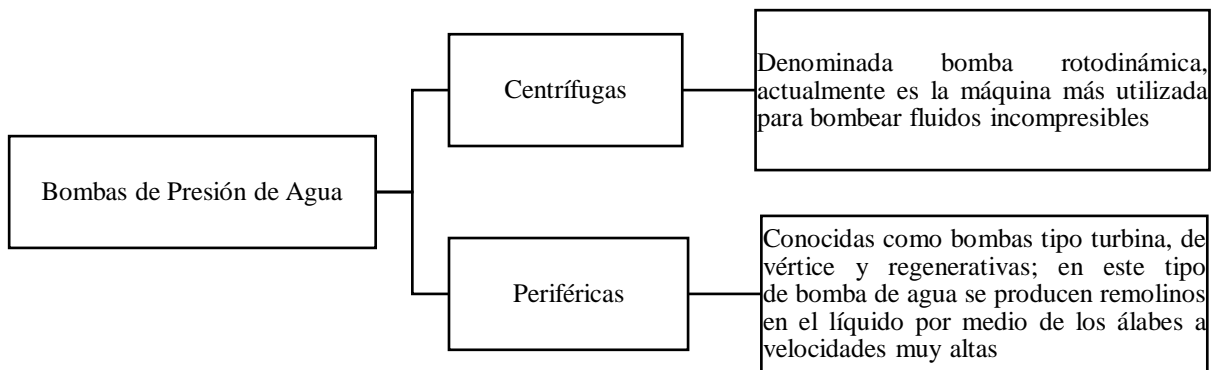 Bombas de Presión de Agua
Centrífugas
Denominada bomba rotodinámica,
actualmente es la máquina más utilizada
para bombear fluidos incompresibles
Periféricas
Conocidas como bombas tipo turbina, de
vértice y regenerativas; en este tipo
de bomba de agua se producen remolinos
en el líquido por medio de los álabes a
velocidades muy altas